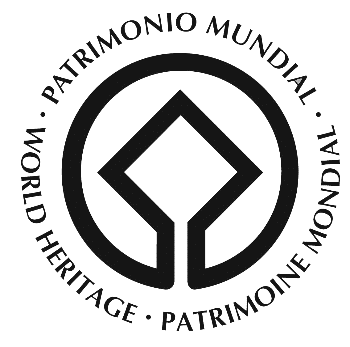 WORLD HERITAGE · PATRIMONIO MUNDIAL · PATRIMOINE MONDIAL ·